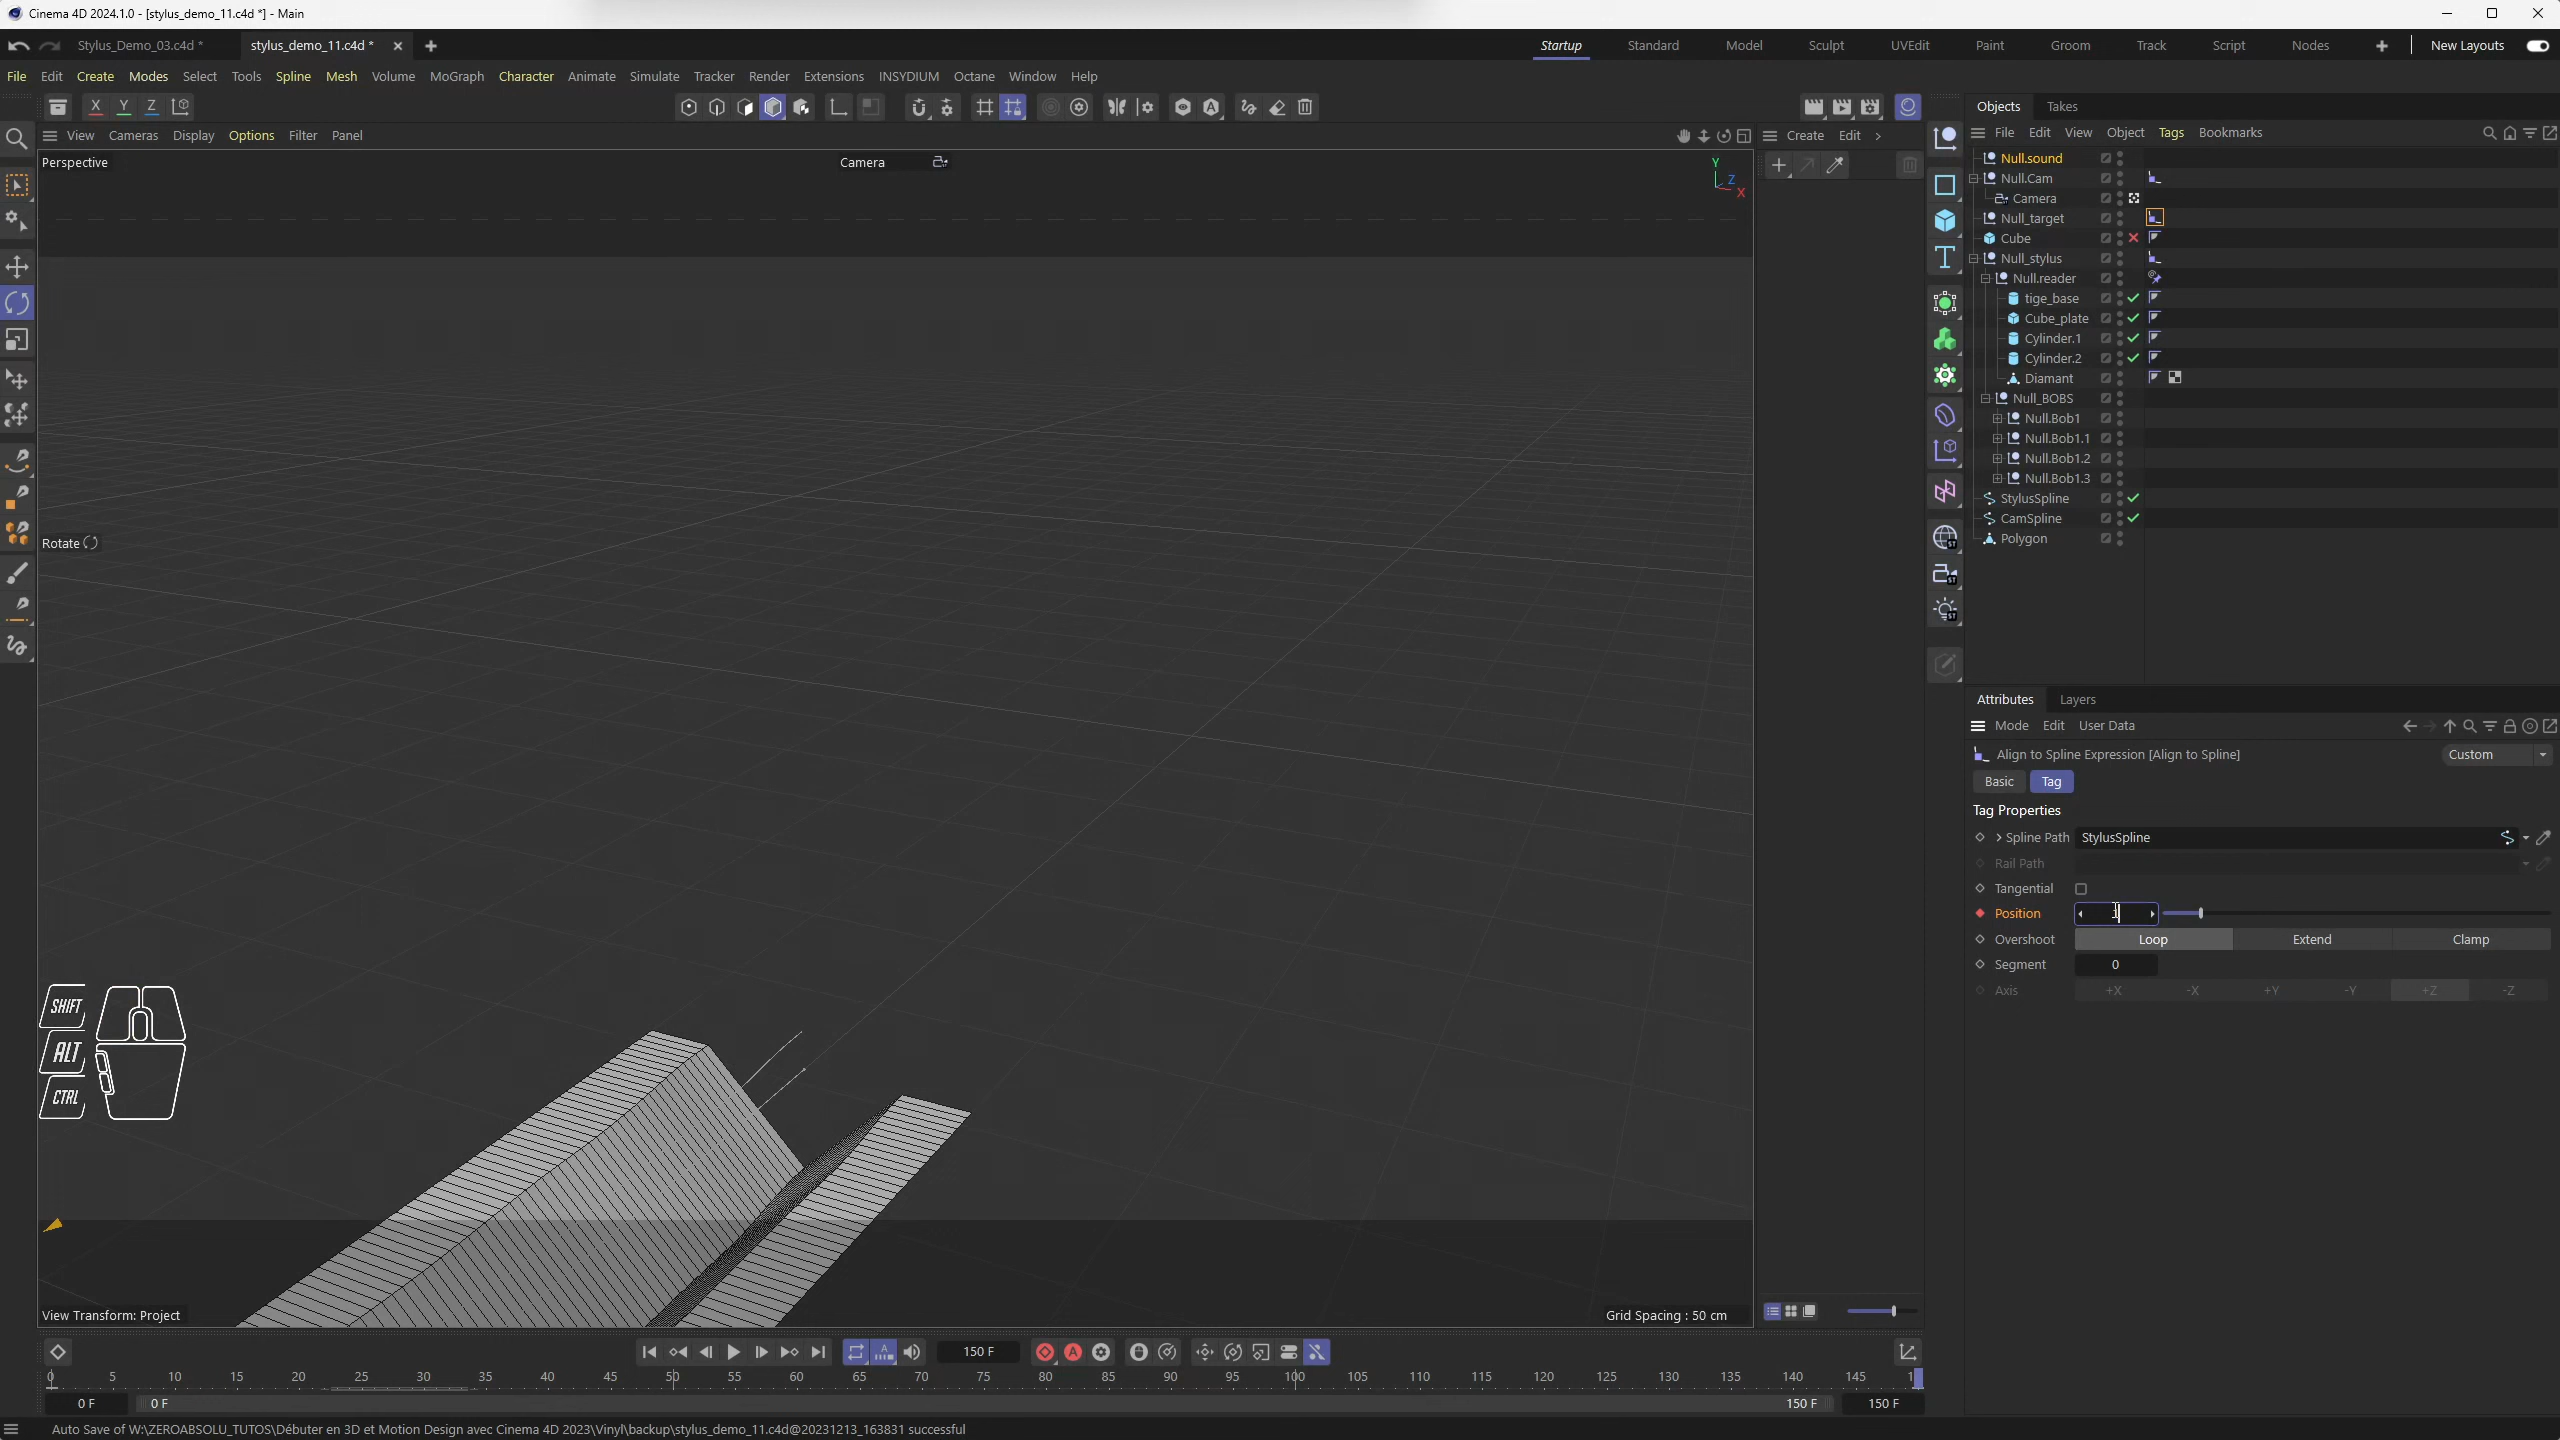 Cinema 4D 2024.1.0 - [stylus_demo_11.c4d *] - Main
Stylus_Demo_03.c4d *
stylus_demo_11.c4d *
Startup Standard Model Sculpt UVEdit Paint Groom Track Script Nodes New Layouts
File Edit Create Modes Select Tools Spline Mesh Volume MoGraph Character Animate Simulate Tracker Render Extensions INSYDIUM Octane Window Help
X Y Z
View Cameras Display Options Filter Panel
Create Edit
Perspective
Camera
Y
Z
X
Rotate
SHIFT
ALT
CTRL
View Transform: Project
Grid Spacing : 50 cm
Objects Takes
File Edit View Object Tags Bookmarks
Null.sound
Null.Cam
Camera
Null_target
Cube
Null_stylus
Null.reader
tige_base
Cube_plate
Cylinder.1
Cylinder.2
Diamant
Null_BOBS
Null.Bob1
Null.Bob1.1
Null.Bob1.2
Null.Bob1.3
StylusSpline
CamSpline
Polygon
Attributes Layers
Mode Edit User Data
Align to Spline Expression [Align to Spline]
Custom
Basic Tag
Tag Properties
Spline Path StylusSpline
Rail Path
Tangential
Position
Overshoot Loop Extend Clamp
Segment 0
Axis +X -X +Y -Y +Z -Z
150 F
0 5 10 15 20 25 30 35 40 45 50 55 60 65 70 75 80 85 90 95 100 105 110 115 120 125 130 135 140 145
0 F 0 F 150 F 150 F
Auto Save of W:\ZEROABSOLU_TUTOS\Débuter en 3D et Motion Design avec Cinema 4D 2023\Vinyl\backup\stylus_demo_11.c4d@20231213_163831 successful